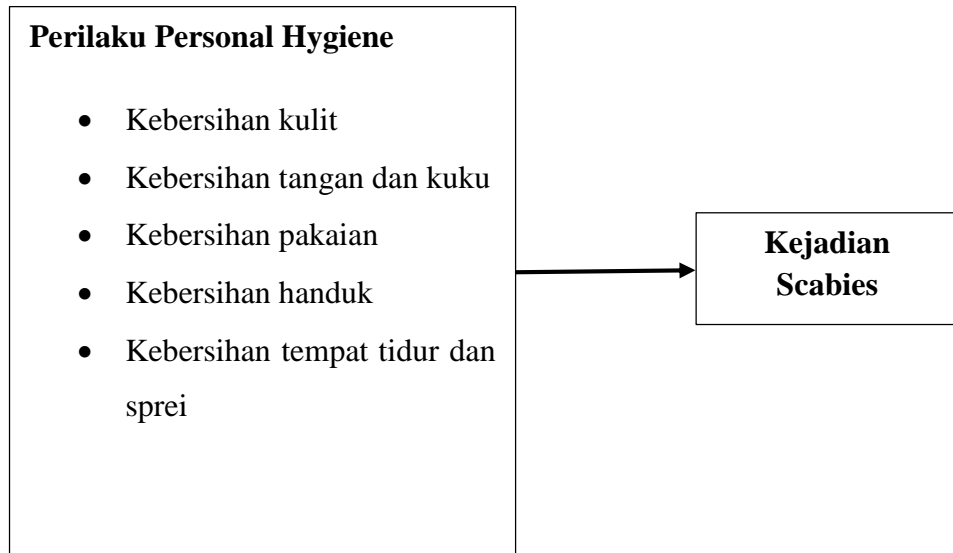 Perilaku Personal Hygiene
• Kebersihan kulit
• Kebersihan tangan dan kuku
• Kebersihan pakaian
• Kebersihan handuk
• Kebersihan tempat tidur dan
sprei
Kejadian
Scabies